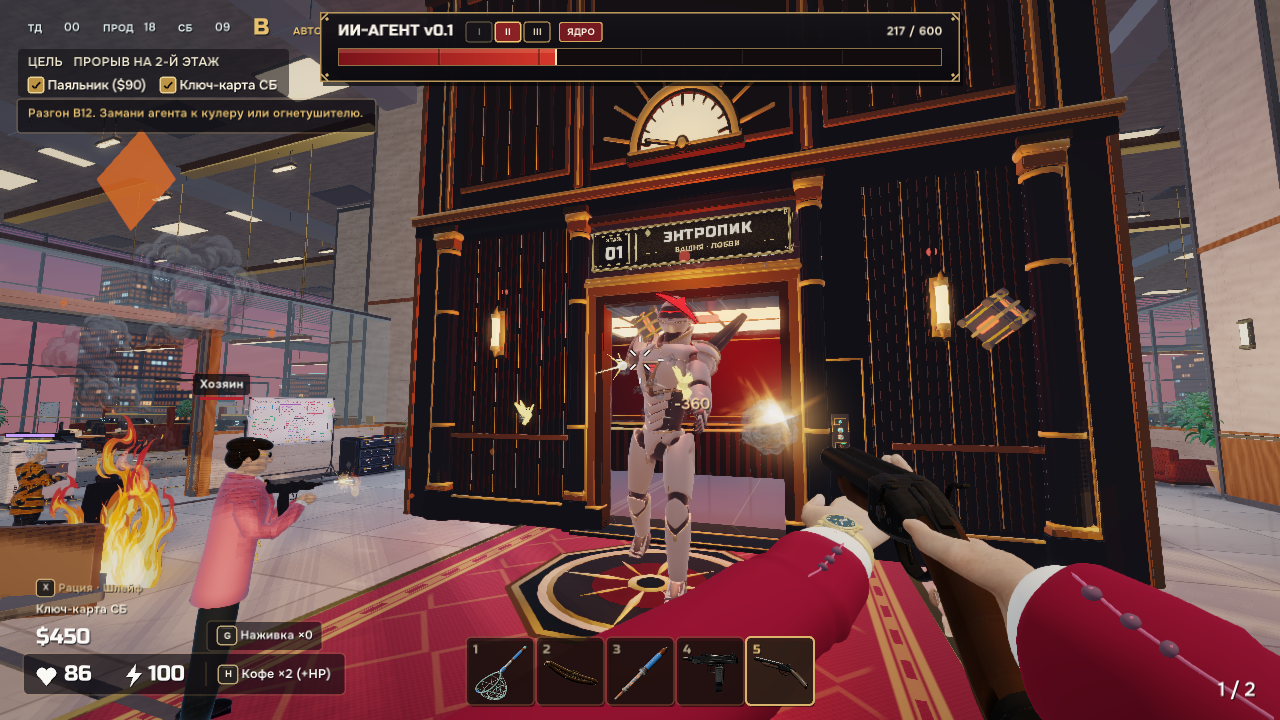 ТД 00 ПРОД 18 СБ 09 B АВТО
ИИ-АГЕНТ v0.1 I II III ЯДРО 217 / 600
ЦЕЛЬ ПРОРЫВ НА 2-Й ЭТАЖ
Паяльник ($90) Ключ-карта СБ
Разгон B12. Замани агента к кулеру или огнетушителю.
ЭТАЖ 01
ЭНТРОПИК
БАШНЯ · ЛОББИ
Хозяин
-360
X Рация · Шлейф
Ключ-карта СБ
$450
G Наживка ×0
86 100 H Кофе ×2 (+HP)
1 2 3 4 5
1 / 2